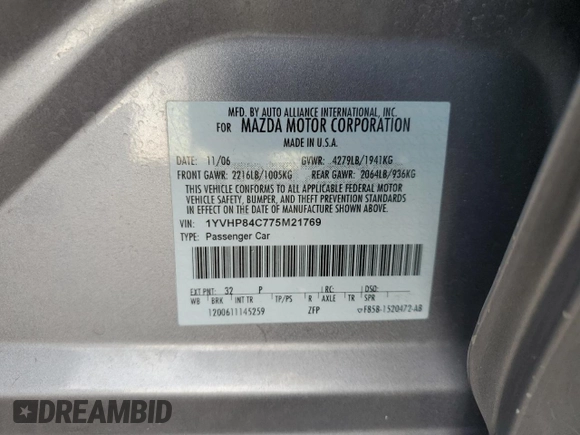 MFD. BY AUTO ALLIANCE INTERNATIONAL, INC.
FOR MAZDA MOTOR CORPORATION
MADE IN U.S.A.
DATE: 11/06 GVWR: 4279LB/1941KG
FRONT GAWR: 2216LB/1005KG REAR GAWR: 2064LB/936KG
THIS VEHICLE CONFORMS TO ALL APPLICABLE FEDERAL MOTOR
VEHICLE SAFETY, BUMPER, AND THEFT PREVENTION STANDARDS
IN EFFECT ON THE DATE OF MANUFACTURE SHOWN ABOVE.
VIN: 1YVHP84C775M21769
TYPE: Passenger Car
EXT PNT: 32 P RC: DSO:
WB BRK INT TR TP/PS R AXLE TR SPR
1200611145259 ZFP F85B-1520472-AB
DREAMBID